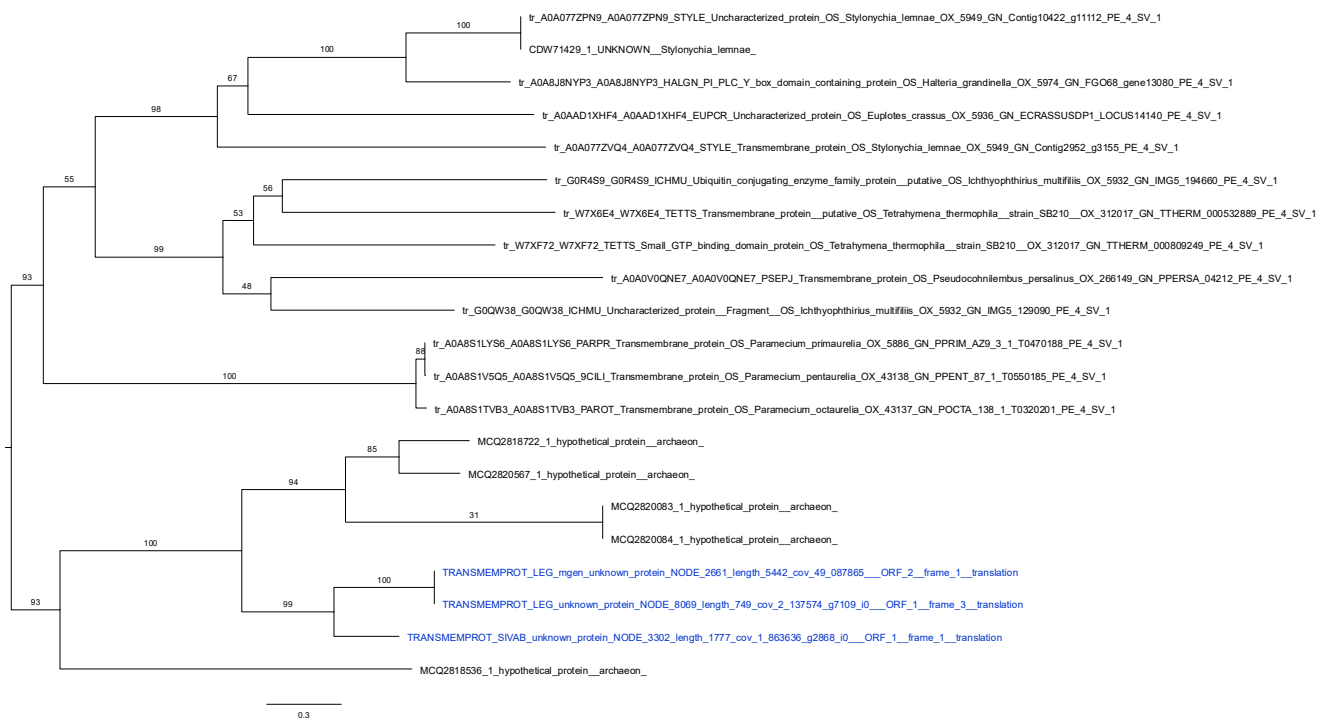 100
tr_A0A077ZPN9_A0A077ZPN9_STYLE_Uncharacterized_protein_OS_Stylonychia_lemnae_OX_5949_GN_Contig10422_g11112_PE_4_SV_1
100
CDW71429_1_UNKNOWN__Stylonychia_lemnae_
67
tr_A0A8J8NYP3_A0A8J8NYP3_HALGN_PI_PLC_Y_box_domain_containing_protein_OS_Halteria_grandinella_OX_5974_GN_FGO68_gene13080_PE_4_SV_1
98
tr_A0AAD1XHF4_A0AAD1XHF4_EUPCR_Uncharacterized_protein_OS_Euplotes_crassus_OX_5936_GN_ECRASSUSDP1_LOCUS14140_PE_4_SV_1
tr_A0A077ZVQ4_A0A077ZVQ4_STYLE_Transmembrane_protein_OS_Stylonychia_lemnae_OX_5949_GN_Contig2952_g3155_PE_4_SV_1
55
56
tr_G0R4S9_G0R4S9_ICHMU_Ubiquitin_conjugating_enzyme_family_protein__putative_OS_Ichthyophthirius_multifiliis_OX_5932_GN_IMG5_194660_PE_4_SV_1
53
tr_W7X6E4_W7X6E4_TETTS_Transmembrane_protein__putative_OS_Tetrahymena_thermophila__strain_SB210__OX_312017_GN_TTHERM_000532889_PE_4_SV_1
99
tr_W7XF72_W7XF72_TETTS_Small_GTP_binding_domain_protein_OS_Tetrahymena_thermophila__strain_SB210__OX_312017_GN_TTHERM_000809249_PE_4_SV_1
93
48
tr_A0A0V0QNE7_A0A0V0QNE7_PSEPJ_Transmembrane_protein_OS_Pseudocohnilembus_persalinus_OX_266149_GN_PPERSA_04212_PE_4_SV_1
tr_G0QW38_G0QW38_ICHMU_Uncharacterized_protein__Fragment__OS_Ichthyophthirius_multifiliis_OX_5932_GN_IMG5_129090_PE_4_SV_1
88
tr_A0A8S1LYS6_A0A8S1LYS6_PARPR_Transmembrane_protein_OS_Paramecium_primaurelia_OX_5886_GN_PPRIM_AZ9_3_1_T0470188_PE_4_SV_1
100
tr_A0A8S1V5Q5_A0A8S1V5Q5_9CILI_Transmembrane_protein_OS_Paramecium_pentaurelia_OX_43138_GN_PPENT_87_1_T0550185_PE_4_SV_1
tr_A0A8S1TVB3_A0A8S1TVB3_PAROT_Transmembrane_protein_OS_Paramecium_octaurelia_OX_43137_GN_POCTA_138_1_T0320201_PE_4_SV_1
85
MCQ2818722_1_hypothetical_protein__archaeon_
94
MCQ2820567_1_hypothetical_protein__archaeon_
31
MCQ2820083_1_hypothetical_protein__archaeon_
100
MCQ2820084_1_hypothetical_protein__archaeon_
100
TRANSMEMPROT_LEG_mgen_unknown_protein_NODE_2661_length_5442_cov_49_087865___ORF_2__frame_1__translation
99
TRANSMEMPROT_LEG_unknown_protein_NODE_8069_length_749_cov_2_137574_g7109_i0___ORF_1__frame_3__translation
93
TRANSMEMPROT_SIVAB_unknown_protein_NODE_3302_length_1777_cov_1_863636_g2868_i0___ORF_1__frame_1__translation
MCQ2818536_1_hypothetical_protein__archaeon_
0.3